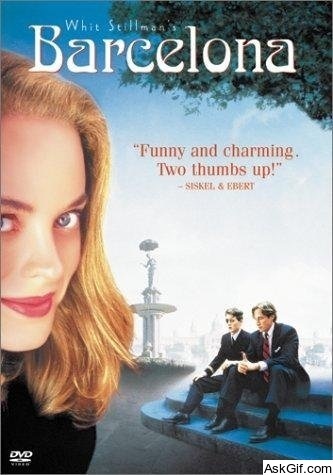 Whit Stillman's
Barcelona
"Funny and charming.
Two thumbs up!"
– SISKEL & EBERT
DVD
VIDEO
AskGif.com